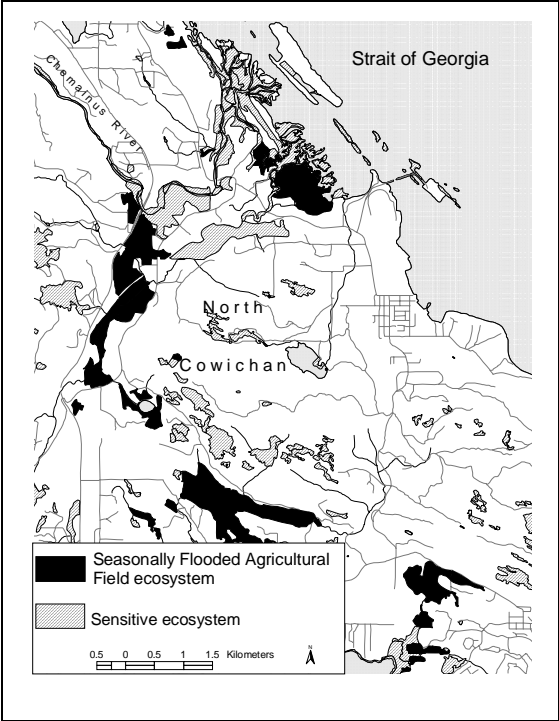 Strait of Georgia
Chemainus River
North
Cowichan
Seasonally Flooded Agricultural
Field ecosystem
Sensitive ecosystem
0.5 0 0.5 1 1.5 Kilometers
N